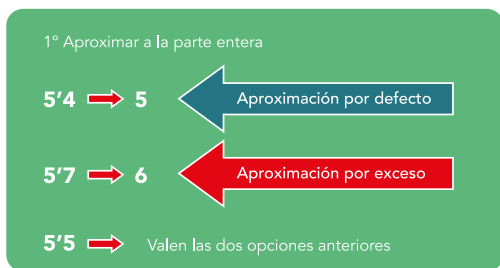 1º Aproximar a la parte entera
5'4 5 Aproximación por defecto
5'7 6 Aproximación por exceso
5'5 Valen las dos opciones anteriores